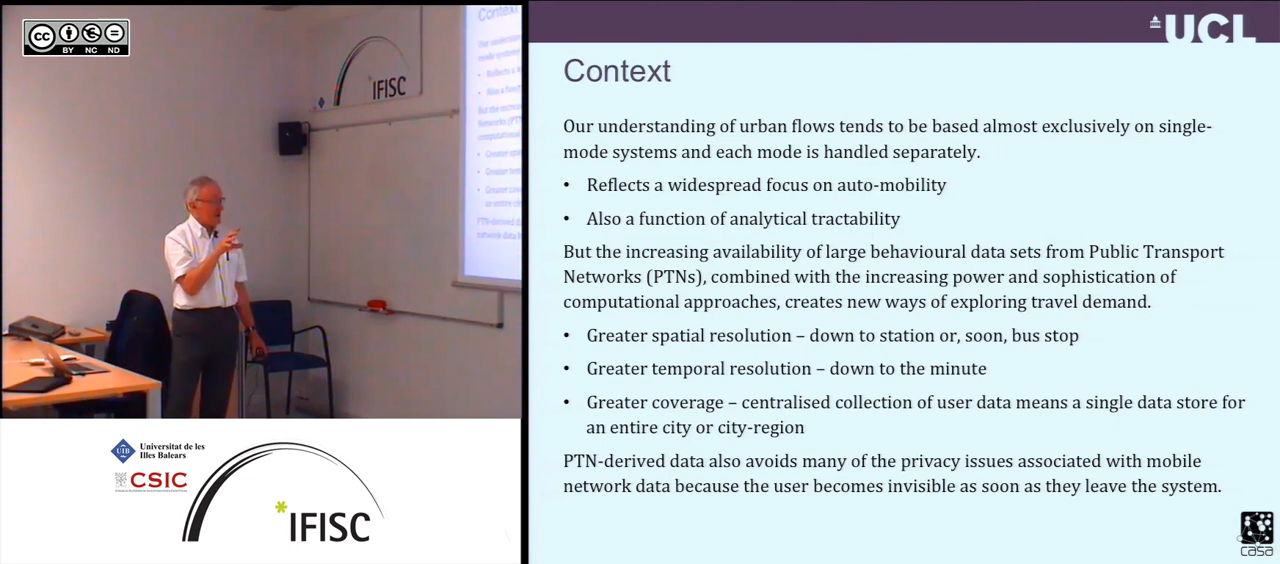 cc
BY NC ND
IFISC
UCL
Context
Our understanding of urban flows tends to be based almost exclusively on single-
mode systems and each mode is handled separately.
• Reflects a widespread focus on auto-mobility
• Also a function of analytical tractability
But the increasing availability of large behavioural data sets from Public Transport
Networks (PTNs), combined with the increasing power and sophistication of
computational approaches, creates new ways of exploring travel demand.
• Greater spatial resolution – down to station or, soon, bus stop
• Greater temporal resolution – down to the minute
• Greater coverage – centralised collection of user data means a single data store for
an entire city or city-region
PTN-derived data also avoids many of the privacy issues associated with mobile
network data because the user becomes invisible as soon as they leave the system.
casa
UIB
Universitat de les
Illes Balears
CSIC
IFISC